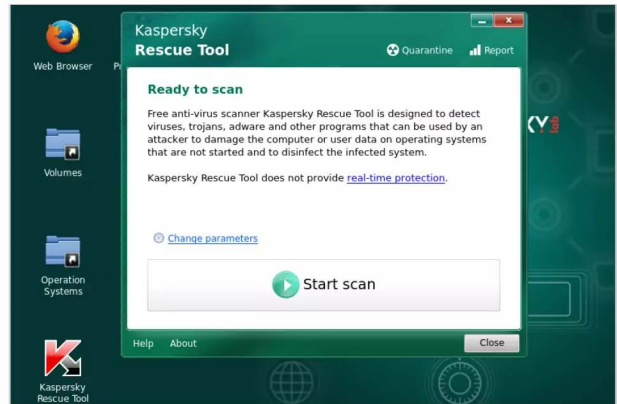 Kaspersky
Rescue Tool
Quarantine
Report
Web Browser
Ready to scan
Free anti-virus scanner Kaspersky Rescue Tool is designed to detect
viruses, trojans, adware and other programs that can be used by an
attacker to damage the computer or user data on operating systems
that are not started and to disinfect the infected system.
Kaspersky Rescue Tool does not provide real-time protection.
Volumes
Change parameters
Start scan
Operation
Systems
Help About
Close
Kaspersky
Rescue Tool
lab